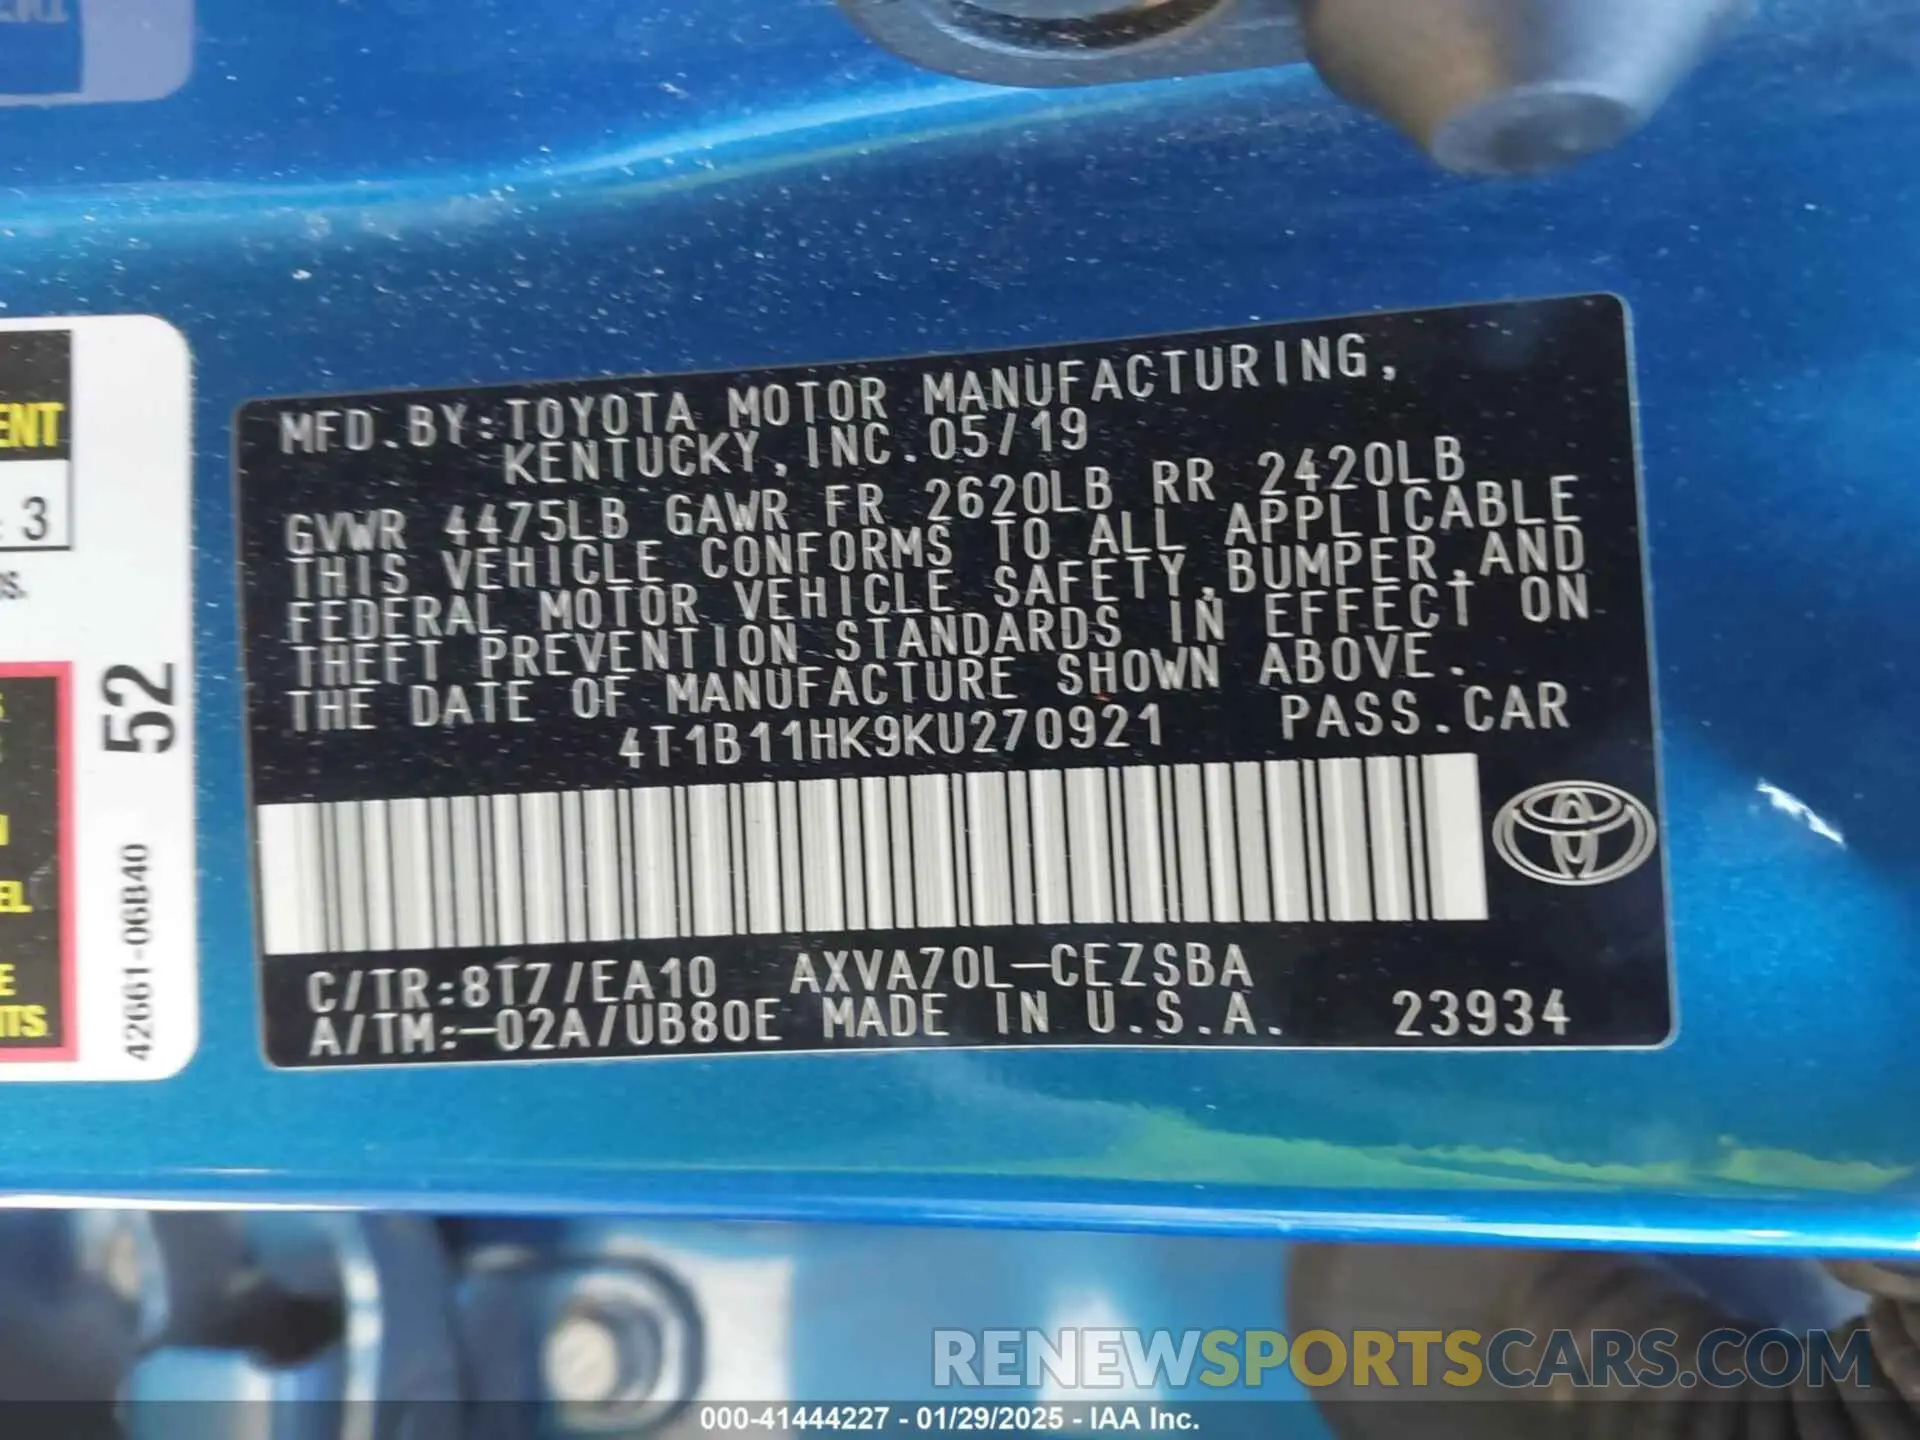 ENT
: 3
52
42661-06B40
EL
MFD.BY:TOYOTA MOTOR MANUFACTURING,
KENTUCKY,INC.05/19
GVWR 4475LB GAWR FR 2620LB RR 2420LB
THIS VEHICLE CONFORMS TO ALL APPLICABLE
FEDERAL MOTOR VEHICLE SAFETY,BUMPER,AND
THEFT PREVENTION STANDARDS IN EFFECT ON
THE DATE OF MANUFACTURE SHOWN ABOVE.
4T1B11HK9KU270921 PASS.CAR
C/TR:8T7/EA10 AXVA70L-CEZSBA
A/TM:-02A/UB80E MADE IN U.S.A. 23934
RENEWSPORTSCARS.COM
000-41444227 - 01/29/2025 - IAA Inc.